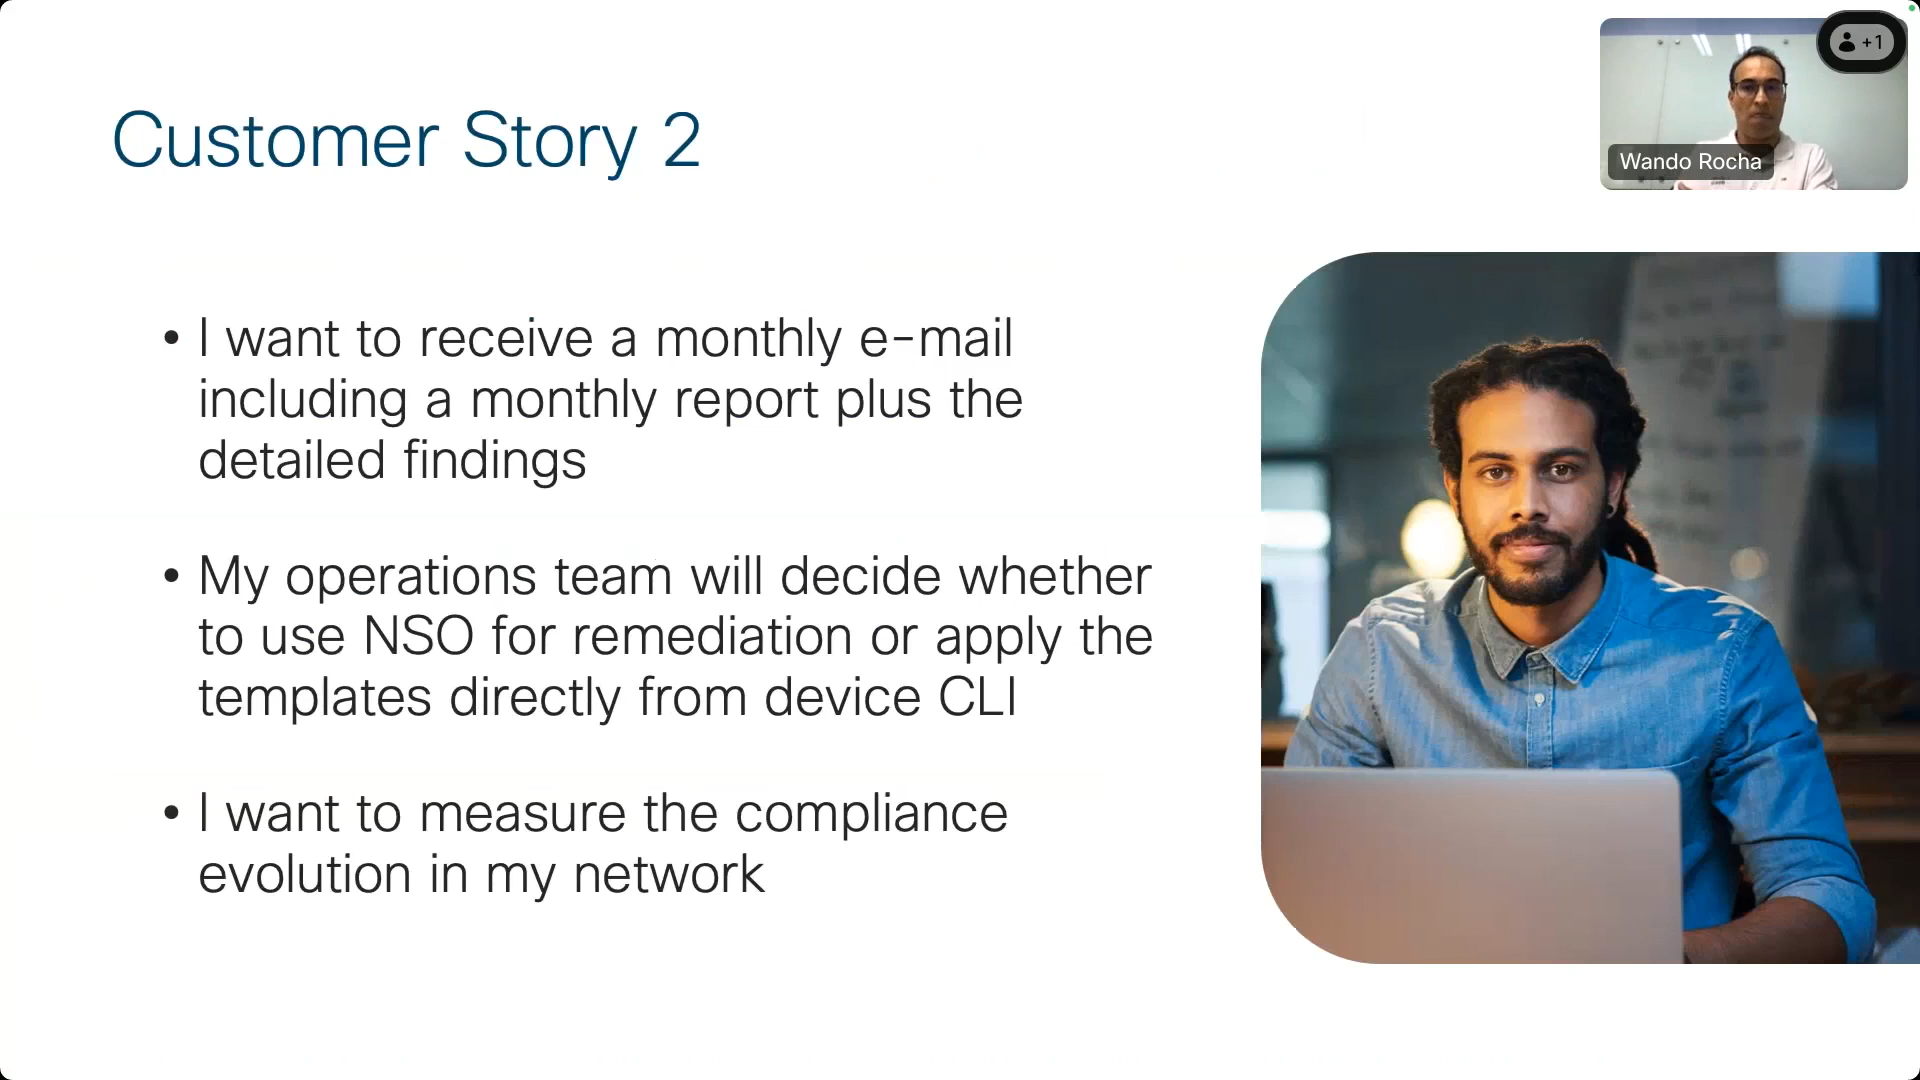 Customer Story 2
+1
Wando Rocha
• I want to receive a monthly e-mail
including a monthly report plus the
detailed findings
• My operations team will decide whether
to use NSO for remediation or apply the
templates directly from device CLI
• I want to measure the compliance
evolution in my network